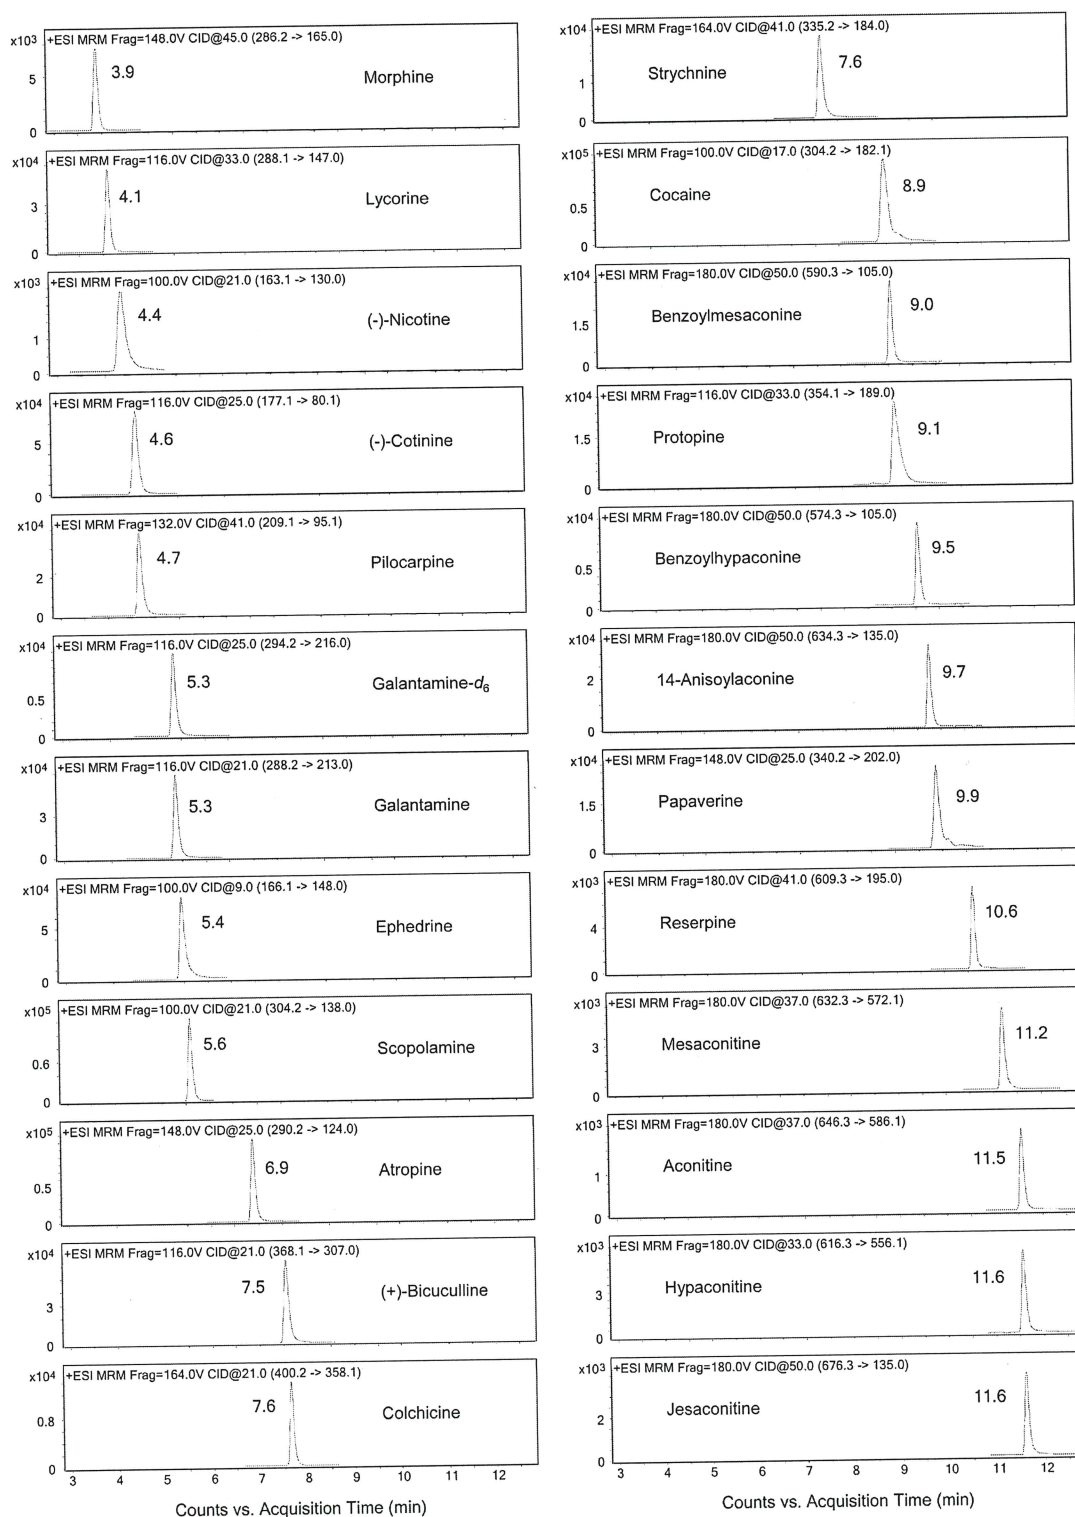 +ESI MRM Frag=148.0V CID@45.0 (286.2 -> 165.0)
x10³
5
0
3.9
Morphine
+ESI MRM Frag=116.0V CID@33.0 (288.1 -> 147.0)
x10⁴
3
0
4.1
Lycorine
+ESI MRM Frag=100.0V CID@21.0 (163.1 -> 130.0)
x10³
1
0
4.4
(-)-Nicotine
+ESI MRM Frag=116.0V CID@25.0 (177.1 -> 80.1)
x10⁴
5
0
4.6
(-)-Cotinine
+ESI MRM Frag=132.0V CID@41.0 (209.1 -> 95.1)
x10⁴
2
0
4.7
Pilocarpine
+ESI MRM Frag=116.0V CID@25.0 (294.2 -> 216.0)
x10⁴
0.5
0
5.3
Galantamine-d₆
+ESI MRM Frag=116.0V CID@21.0 (288.2 -> 213.0)
x10⁴
3
0
5.3
Galantamine
+ESI MRM Frag=100.0V CID@9.0 (166.1 -> 148.0)
x10⁴
5
0
5.4
Ephedrine
+ESI MRM Frag=100.0V CID@21.0 (304.2 -> 138.0)
x10⁵
0.6
0
5.6
Scopolamine
+ESI MRM Frag=148.0V CID@25.0 (290.2 -> 124.0)
x10⁵
0.5
0
6.9
Atropine
+ESI MRM Frag=116.0V CID@21.0 (368.1 -> 307.0)
x10⁴
3
0
7.5
(+)-Bicuculline
+ESI MRM Frag=164.0V CID@21.0 (400.2 -> 358.1)
x10⁴
0.8
0
7.6
Colchicine
3 4 5 6 7 8 9 10 11 12
Counts vs. Acquisition Time (min)
+ESI MRM Frag=164.0V CID@41.0 (335.2 -> 184.0)
x10⁴
1
0
7.6
Strychnine
+ESI MRM Frag=100.0V CID@17.0 (304.2 -> 182.1)
x10⁵
0.5
0
8.9
Cocaine
+ESI MRM Frag=180.0V CID@50.0 (590.3 -> 105.0)
x10⁴
1.5
0
9.0
Benzoylmesaconine
+ESI MRM Frag=116.0V CID@33.0 (354.1 -> 189.0)
x10⁴
1.5
0
9.1
Protopine
+ESI MRM Frag=180.0V CID@50.0 (574.3 -> 105.0)
x10⁴
0.5
0
9.5
Benzoylhypaconine
+ESI MRM Frag=180.0V CID@50.0 (634.3 -> 135.0)
x10⁴
2
0
9.7
14-Anisoylaconine
+ESI MRM Frag=148.0V CID@25.0 (340.2 -> 202.0)
x10⁴
1.5
0
9.9
Papaverine
+ESI MRM Frag=180.0V CID@41.0 (609.3 -> 195.0)
x10³
4
0
10.6
Reserpine
+ESI MRM Frag=180.0V CID@37.0 (632.3 -> 572.1)
x10³
3
0
11.2
Mesaconitine
+ESI MRM Frag=180.0V CID@37.0 (646.3 -> 586.1)
x10³
1
0
11.5
Aconitine
+ESI MRM Frag=180.0V CID@33.0 (616.3 -> 556.1)
x10³
3
0
11.6
Hypaconitine
+ESI MRM Frag=180.0V CID@50.0 (676.3 -> 135.0)
x10³
2
0
11.6
Jesaconitine
3 4 5 6 7 8 9 10 11 12
Counts vs. Acquisition Time (min)